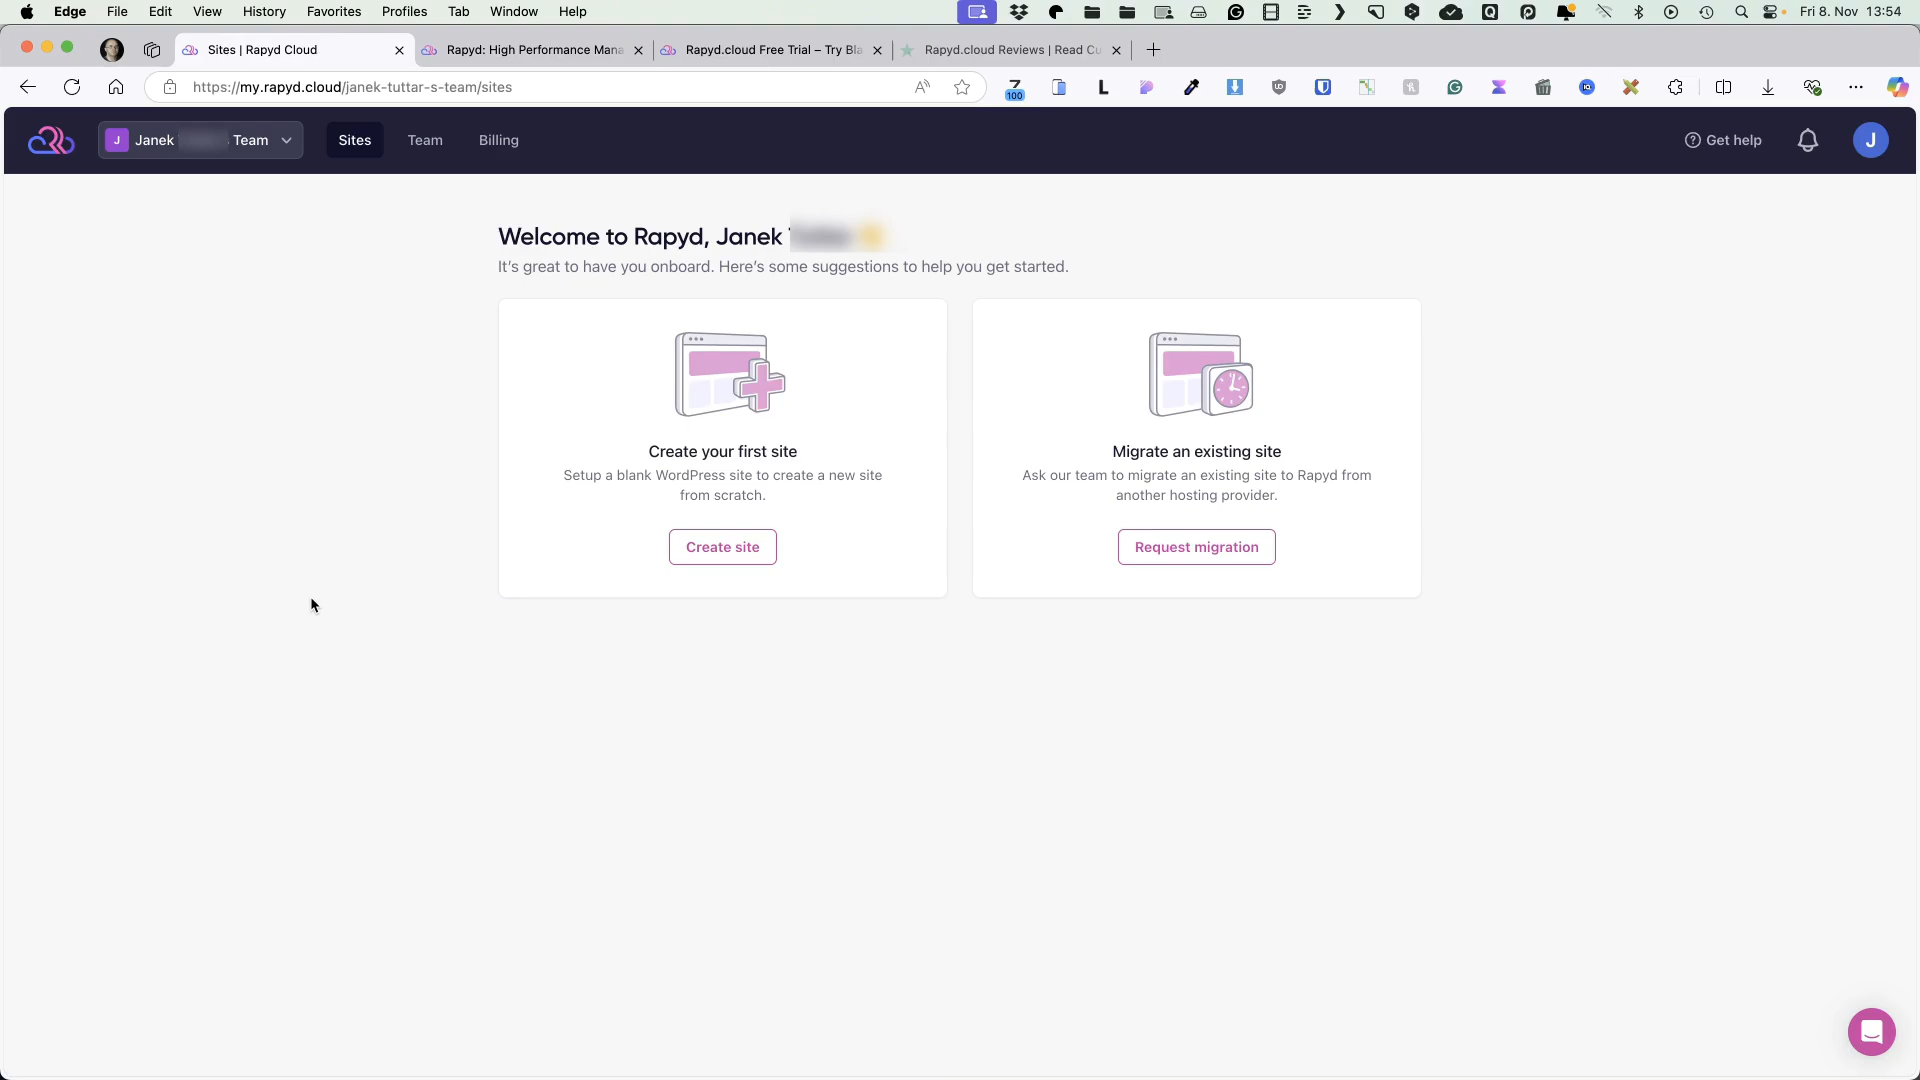 Edge File Edit View History Favorites Profiles Tab Window Help Fri 8. Nov 13:54
Sites | Rapyd Cloud Rapyd: High Performance Mana Rapyd.cloud Free Trial – Try Bla Rapyd.cloud Reviews | Read Cu
https://my.rapyd.cloud/janek-tuttar-s-team/sites 100
J Janek Team Sites Team Billing Get help J
Welcome to Rapyd, Janek
It's great to have you onboard. Here's some suggestions to help you get started.
Create your first site
Setup a blank WordPress site to create a new site
from scratch.
Create site
Migrate an existing site
Ask our team to migrate an existing site to Rapyd from
another hosting provider.
Request migration